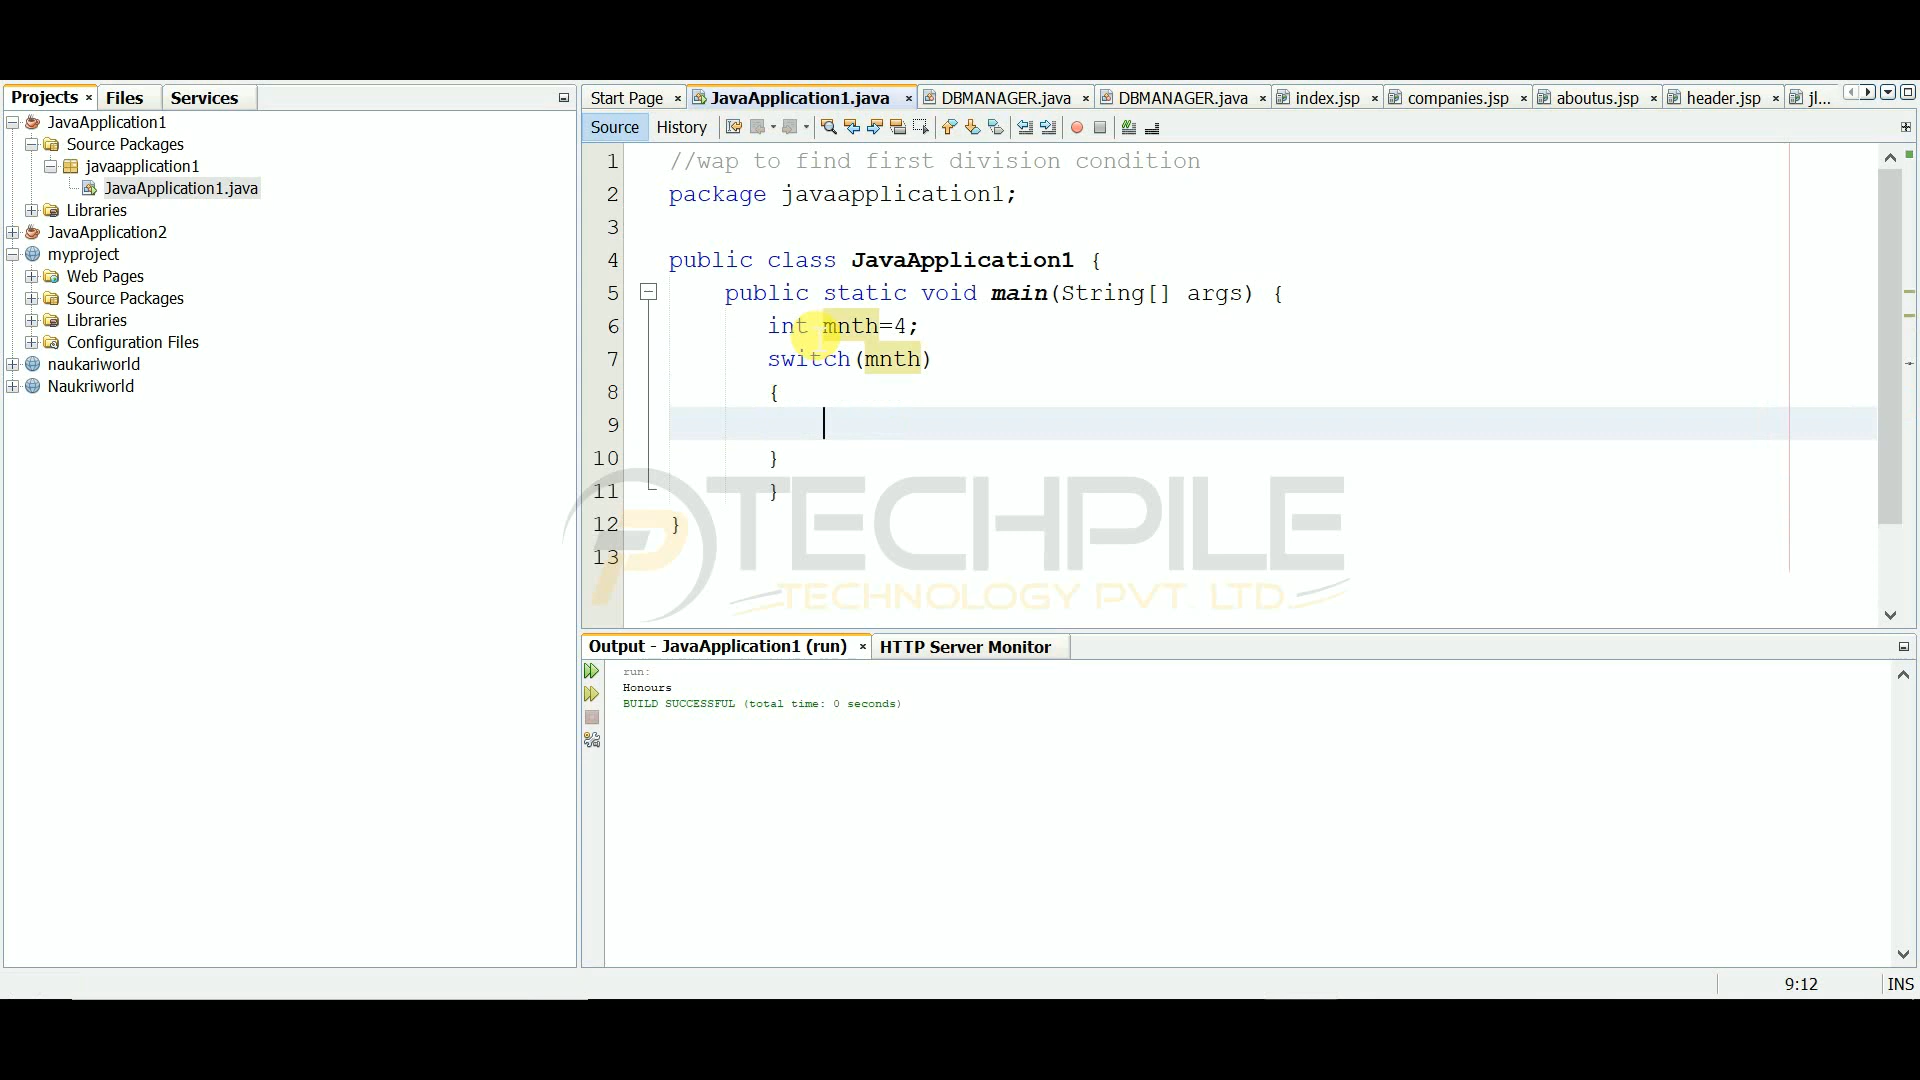 Projects
Files
Services
JavaApplication1
Source Packages
javaapplication1
JavaApplication1.java
Libraries
JavaApplication2
myproject
Web Pages
Source Packages
Libraries
Configuration Files
naukariworld
Naukriworld
Start Page
JavaApplication1.java
DBMANAGER.java
DBMANAGER.java
index.jsp
companies.jsp
aboutus.jsp
header.jsp
jl...
Source
History
1 //wap to find first division condition
2 package javaapplication1;
3
4 public class JavaApplication1 {
5 public static void main(String[] args) {
6 int mnth=4;
7 switch(mnth)
8 {
9
10 }
11 }
12 }
13
TECHPILE
TECHNOLOGY PVT. LTD.
Output - JavaApplication1 (run)
HTTP Server Monitor
run:
Honours
BUILD SUCCESSFUL (total time: 0 seconds)
9:12
INS